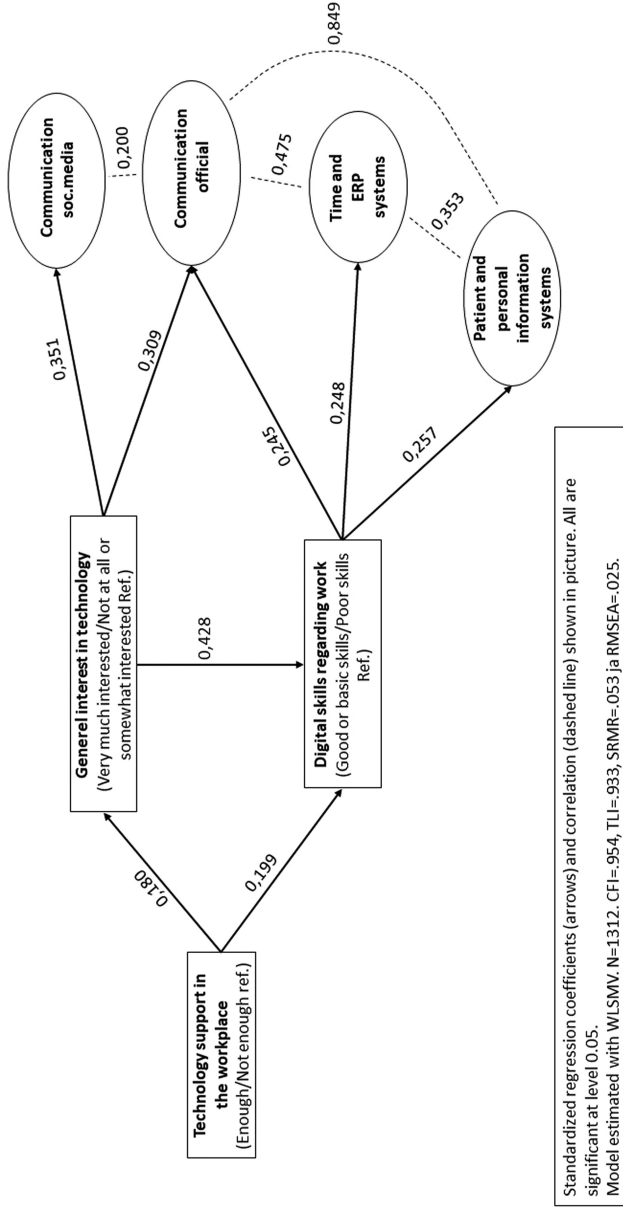 Technology support in
the workplace
(Enough/Not enough ref.)
0,180
0,199
Generel interest in technology
(Very much interested/Not at all or
somewhat interested Ref.)
0,428
Digital skills regarding work
(Good or basic skills/Poor skills
Ref.)
0,351
0,309
0,245
0,248
0,257
Communication
soc.media
0,200
Communication
official
0,475
0,849
Time and
ERP
systems
0,353
Patient and
personal
information
systems
Standardized regression coefficients (arrows) and correlation (dashed line) shown in picture. All are
significant at level 0.05.
Model estimated with WLSMV. N=1312. CFI=.954, TLI=.933, SRMR=.053 ja RMSEA=.025.